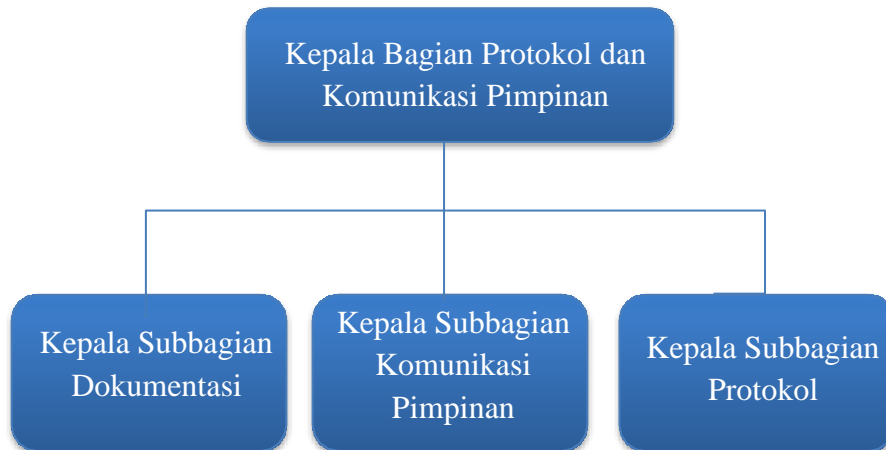 Kepala Bagian Protokol dan
Komunikasi Pimpinan
Kepala Subbagian
Dokumentasi
Kepala Subbagian
Komunikasi
Pimpinan
Kepala Subbagian
Protokol